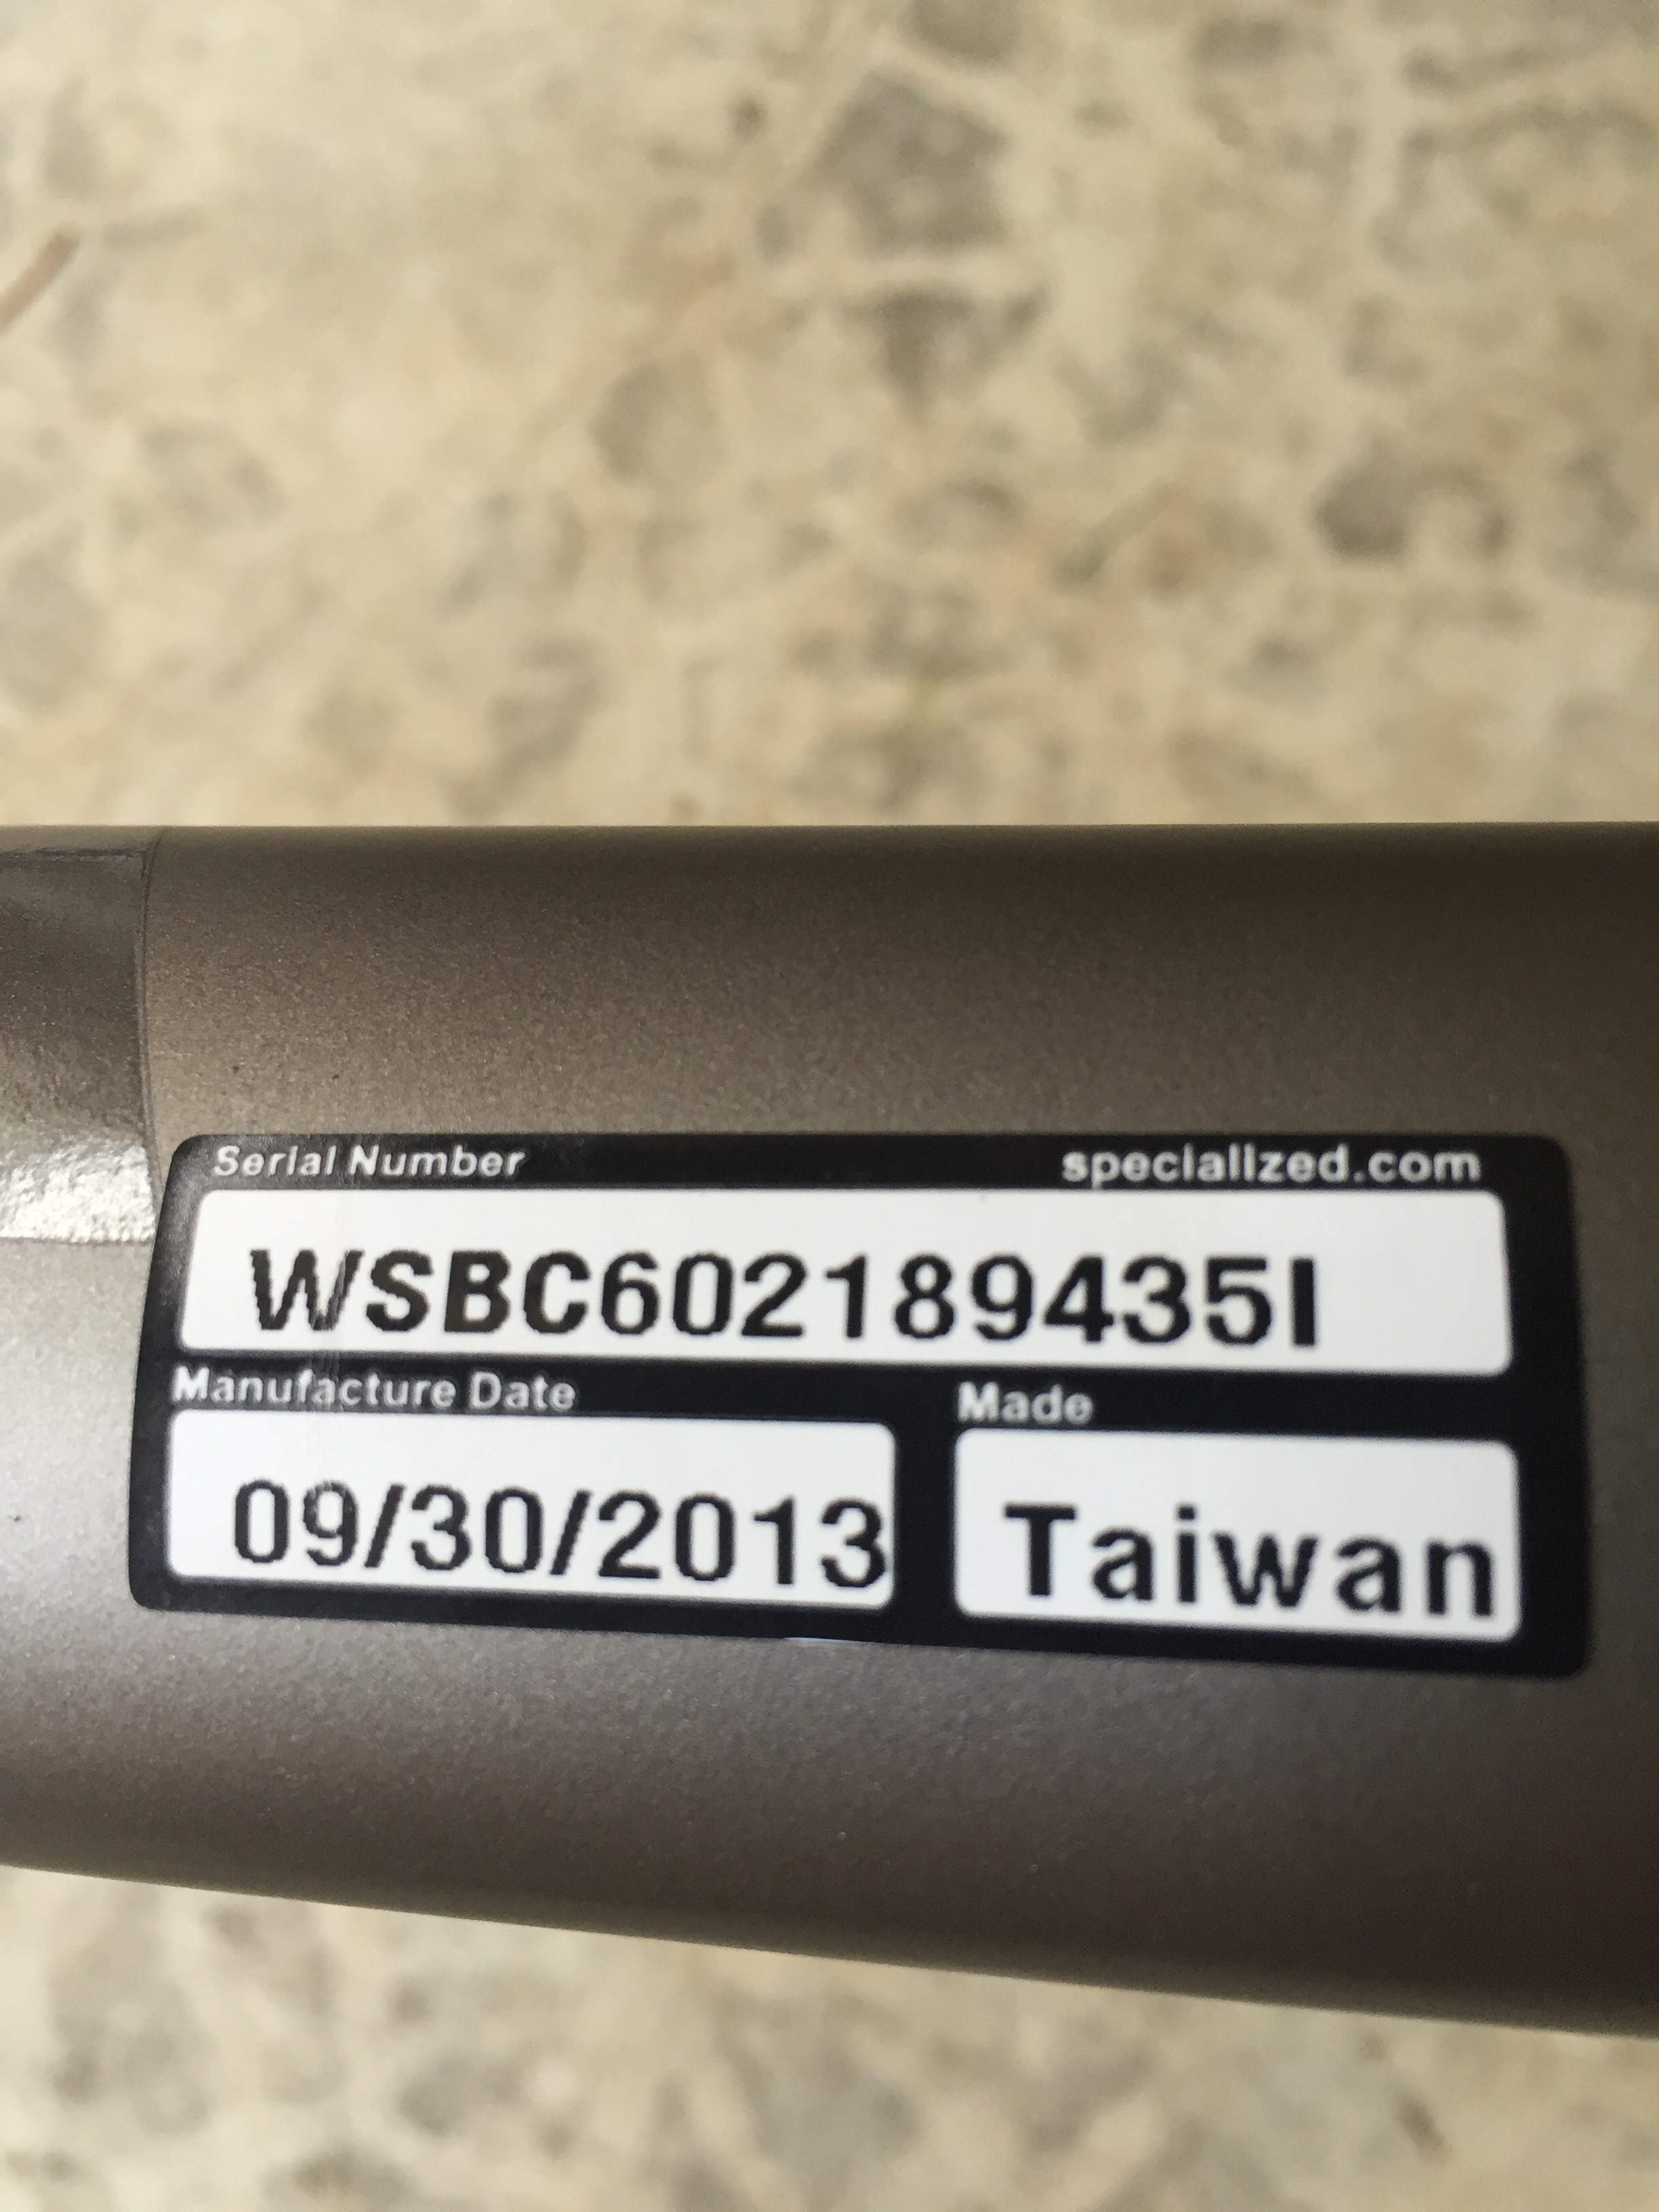 Serial Number specialized.com
WSBC602189435I
Manufacture Date Made
09/30/2013 Taiwan